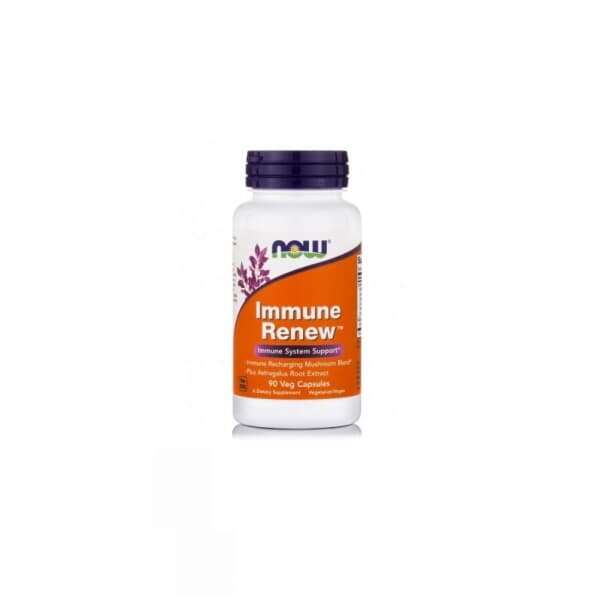 NOW®
Immune
Renew™
Immune System Support*
Immune Recharging Mushroom Blend*
Plus Astragalus Root Extract
90 Veg Capsules
A Dietary Supplement Vegetarian/Vegan